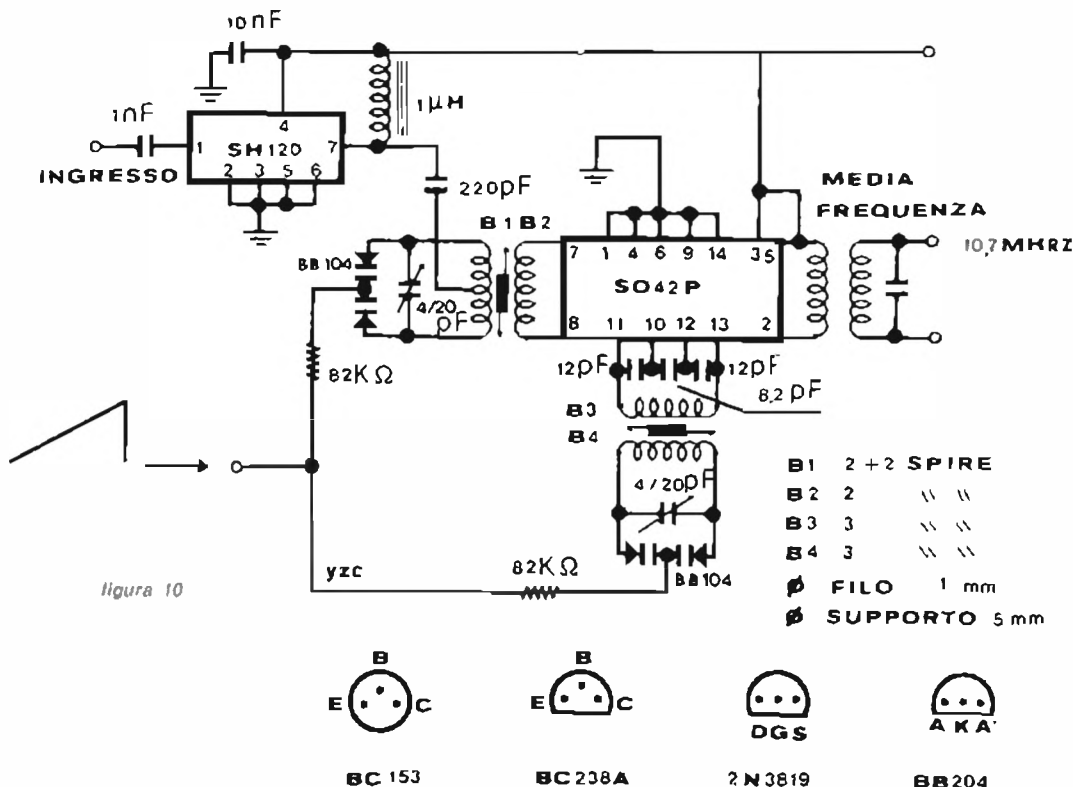 10nF
1nF
4
1μH
1
SH120
7
2 3 5 6
INGRESSO
220pF
B1 B2
MEDIA
FREQUENZA
BB104
7 1 4 6 9 14 3 5
10,7MHRZ
4/20
pF
SO42P
8 11 10 12 13 2
82KΩ
12pF
12pF
8,2 pF
B3
B4
4/20pF
B1 2+2 SPIRE
B2 2 \\ \\
B3 3 \\ \\
B4 3 \\ \\
BB104
82KΩ
yzc
figura 10
Ø FILO 1 mm
Ø SUPPORTO 5mm
B
B
E C
E C
DGS
A K A'
BC153
BC238A
2N3819
BB204